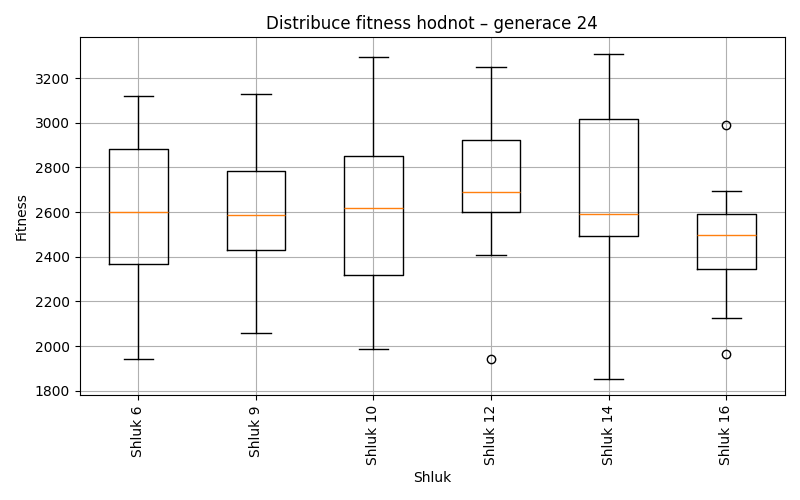 Distribuce fitness hodnot – generace 24
Fitness
3200
3000
2800
2600
2400
2200
2000
1800
Shluk 6
Shluk 9
Shluk 10
Shluk 12
Shluk 14
Shluk 16
Shluk